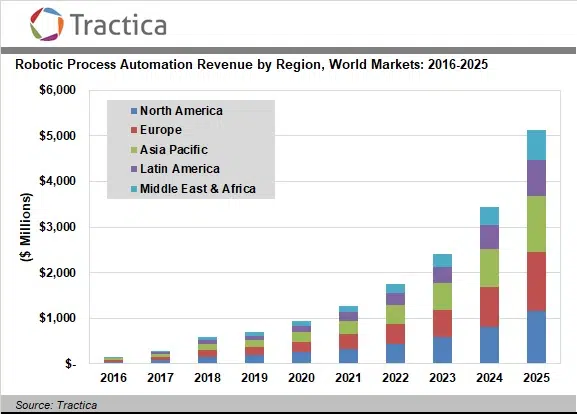 Tractica
Robotic Process Automation Revenue by Region, World Markets: 2016-2025
$6,000
$5,000
$4,000
$3,000
$2,000
$1,000
$-
($ Millions)
North America
Europe
Asia Pacific
Latin America
Middle East & Africa
2016 2017 2018 2019 2020 2021 2022 2023 2024 2025
Source: Tractica